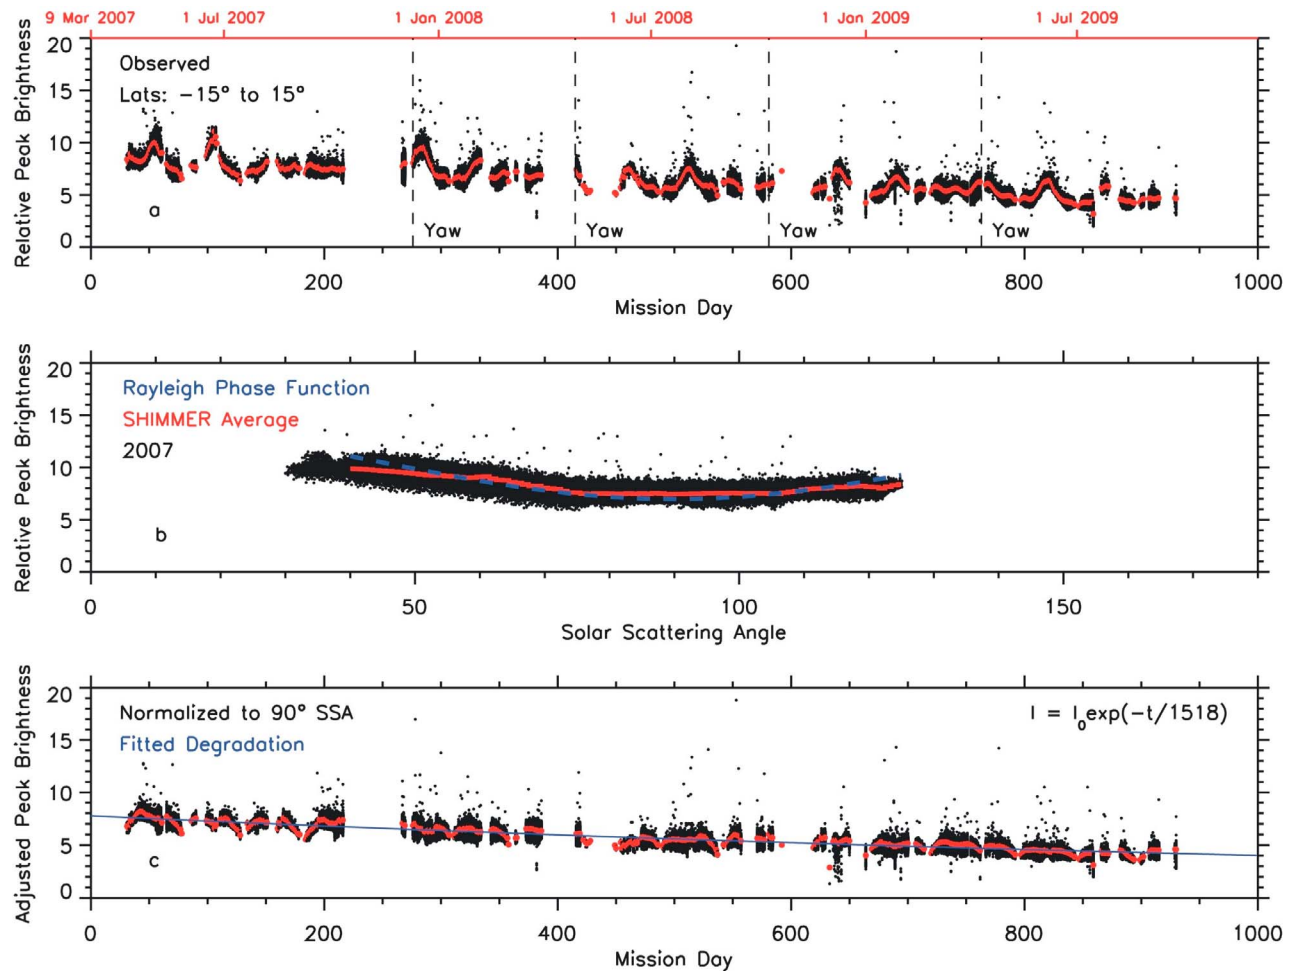 9 Mar 2007 1 Jul 2007 1 Jan 2008 1 Jul 2008 1 Jan 2009 1 Jul 2009
Relative Peak Brightness
20
15
10
5
0
Observed
Lats: −15° to 15°
a
Yaw Yaw Yaw Yaw
0 200 400 600 800 1000
Mission Day
Relative Peak Brightness
20
15
10
5
0
Rayleigh Phase Function
SHIMMER Average
2007
b
0 50 100 150
Solar Scattering Angle
Adjusted Peak Brightness
20
15
10
5
0
Normalized to 90° SSA
Fitted Degradation
I = I₀exp(−t/1518)
c
0 200 400 600 800 1000
Mission Day